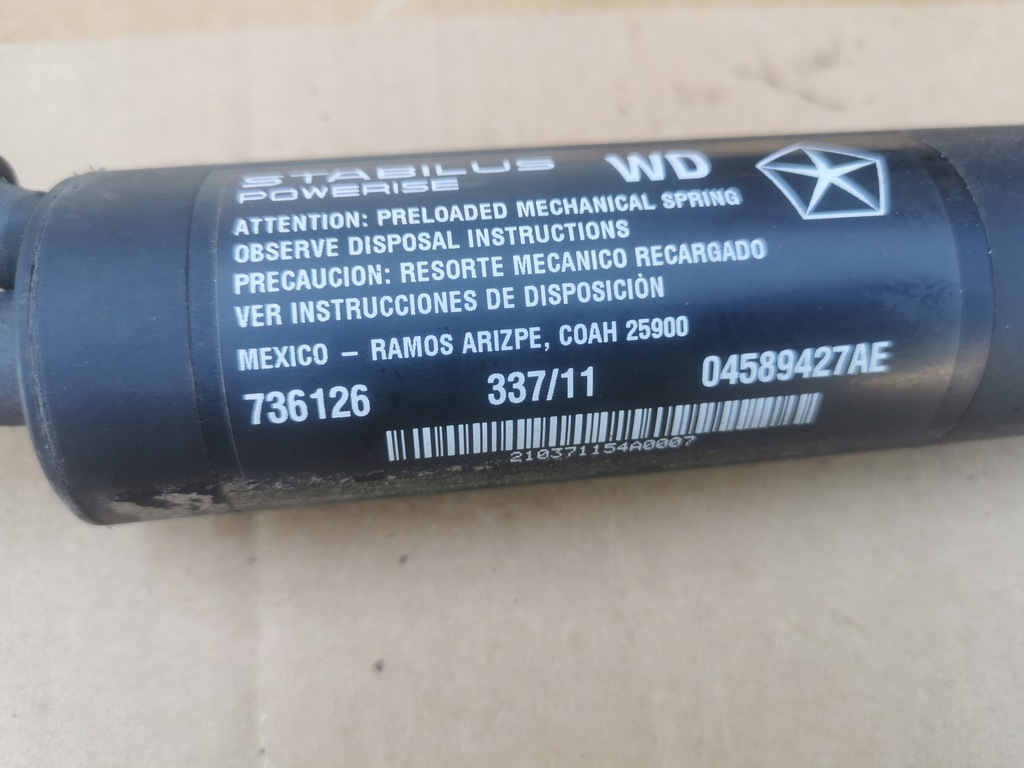 STABILUS WD
POWERISE
ATTENTION: PRELOADED MECHANICAL SPRING
OBSERVE DISPOSAL INSTRUCTIONS
PRECAUCION: RESORTE MECANICO RECARGADO
VER INSTRUCCIONES DE DISPOSICIÒN
MEXICO – RAMOS ARIZPE, COAH 25900
736126 337/11 04589427AE
210371154A0007